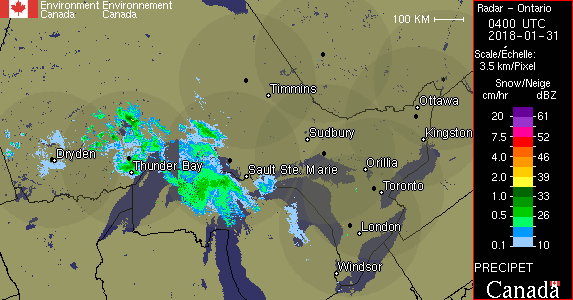 Environment Environnement
Canada Canada
100 KM
Timmins
Ottawa
Sudbury
Kingston
Dryden
Thunder Bay
Sault Ste. Marie
Orillia
Toronto
London
Windsor
Radar - Ontario
0400 UTC
2018-01-31
Scale/Échelle:
3.5 km/Pixel
Snow/Neige
cm/hr dBZ
20 61
7.5 52
4.0 46
2.0 39
1.0 33
0.5 26
0.1 10
PRECIPET
Canada